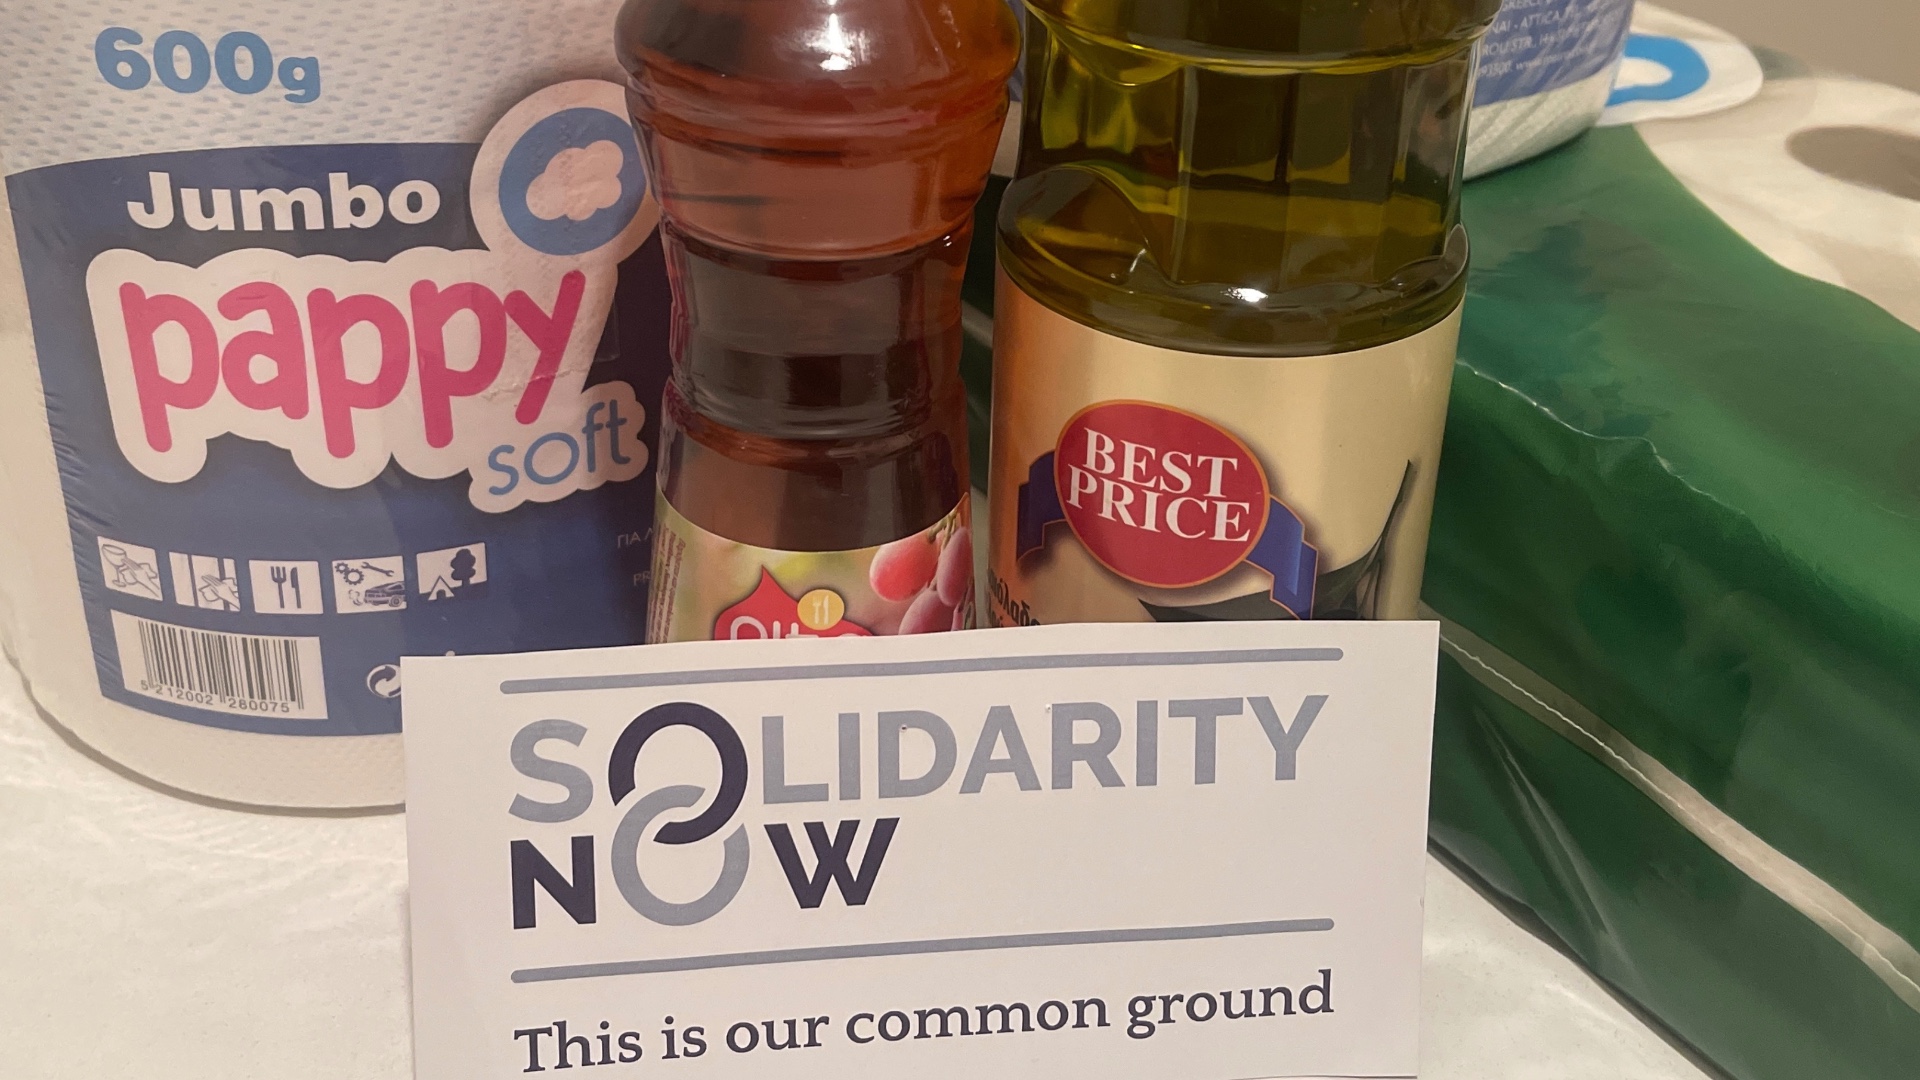 600g
Jumbo
pappy
soft
5 212002 280075
BEST
PRICE
SOLIDARITY
NOW
This is our common ground